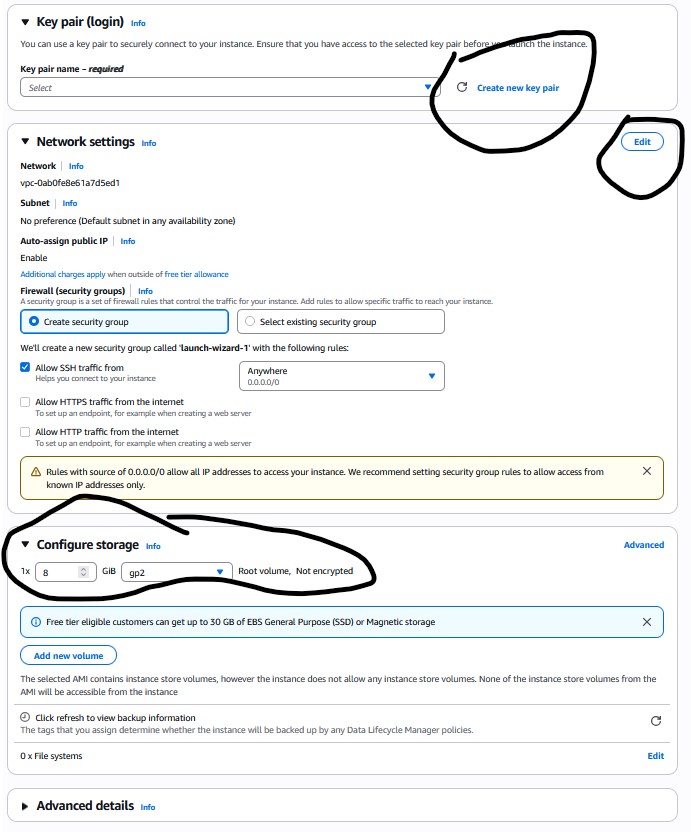 Key pair (login) Info
You can use a key pair to securely connect to your instance. Ensure that you have access to the selected key pair before you launch the instance.
Key pair name – required
Select
Create new key pair
Network settings Info
Edit
Network Info
vpc-0ab0fe8e61a7d5ed1
Subnet Info
No preference (Default subnet in any availability zone)
Auto-assign public IP Info
Enable
Additional charges apply when outside of free tier allowance
Firewall (security groups) Info
A security group is a set of firewall rules that control the traffic for your instance. Add rules to allow specific traffic to reach your instance.
Create security group
Select existing security group
We'll create a new security group called 'launch-wizard-1' with the following rules:
Allow SSH traffic from
Helps you connect to your instance
Anywhere
0.0.0.0/0
Allow HTTPS traffic from the internet
To set up an endpoint, for example when creating a web server
Allow HTTP traffic from the internet
To set up an endpoint, for example when creating a web server
Rules with source of 0.0.0.0/0 allow all IP addresses to access your instance. We recommend setting security group rules to allow access from
known IP addresses only.
Configure storage Info
Advanced
1x 8 GiB gp2 Root volume, Not encrypted
Free tier eligible customers can get up to 30 GB of EBS General Purpose (SSD) or Magnetic storage
Add new volume
The selected AMI contains instance store volumes, however the instance does not allow any instance store volumes. None of the instance store volumes from the
AMI will be accessible from the instance
Click refresh to view backup information
The tags that you assign determine whether the instance will be backed up by any Data Lifecycle Manager policies.
0 x File systems
Edit
Advanced details Info